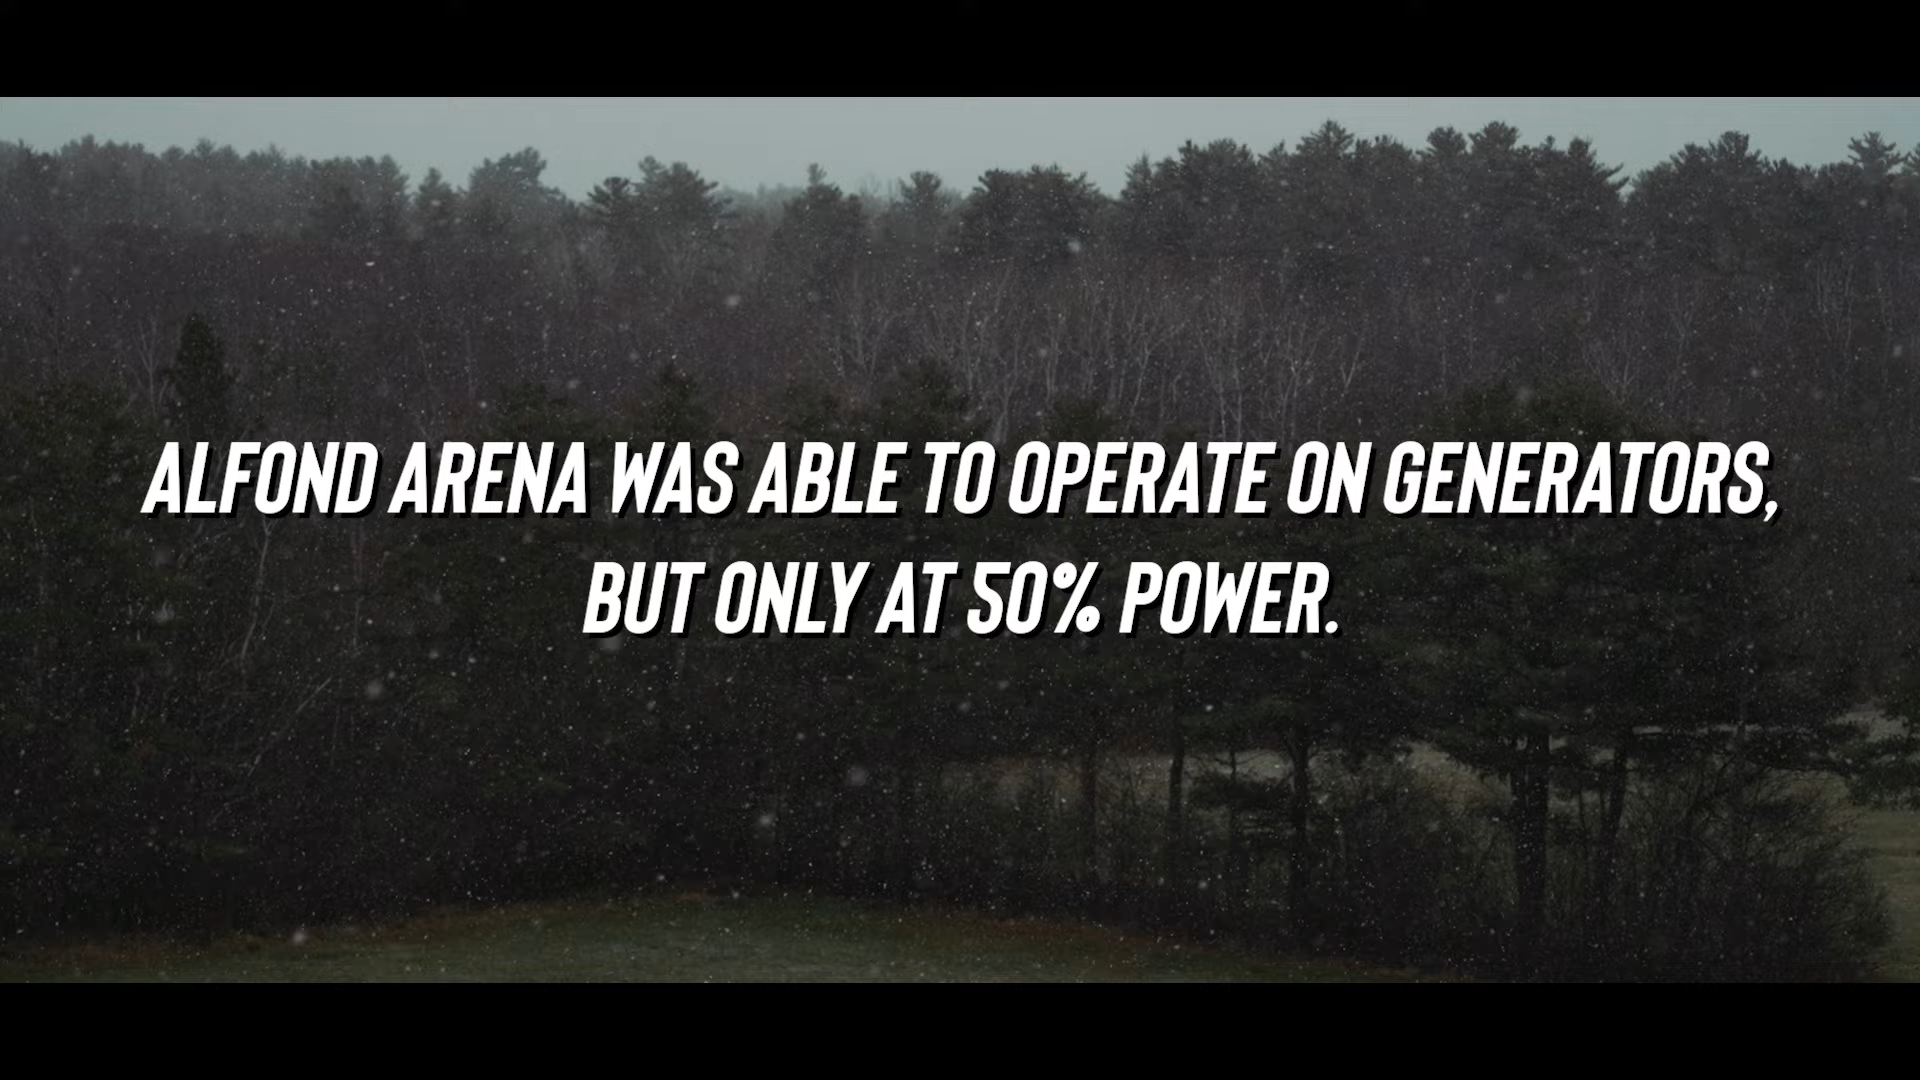 ALFOND ARENA WAS ABLE TO OPERATE ON GENERATORS,
BUT ONLY AT 50% POWER.